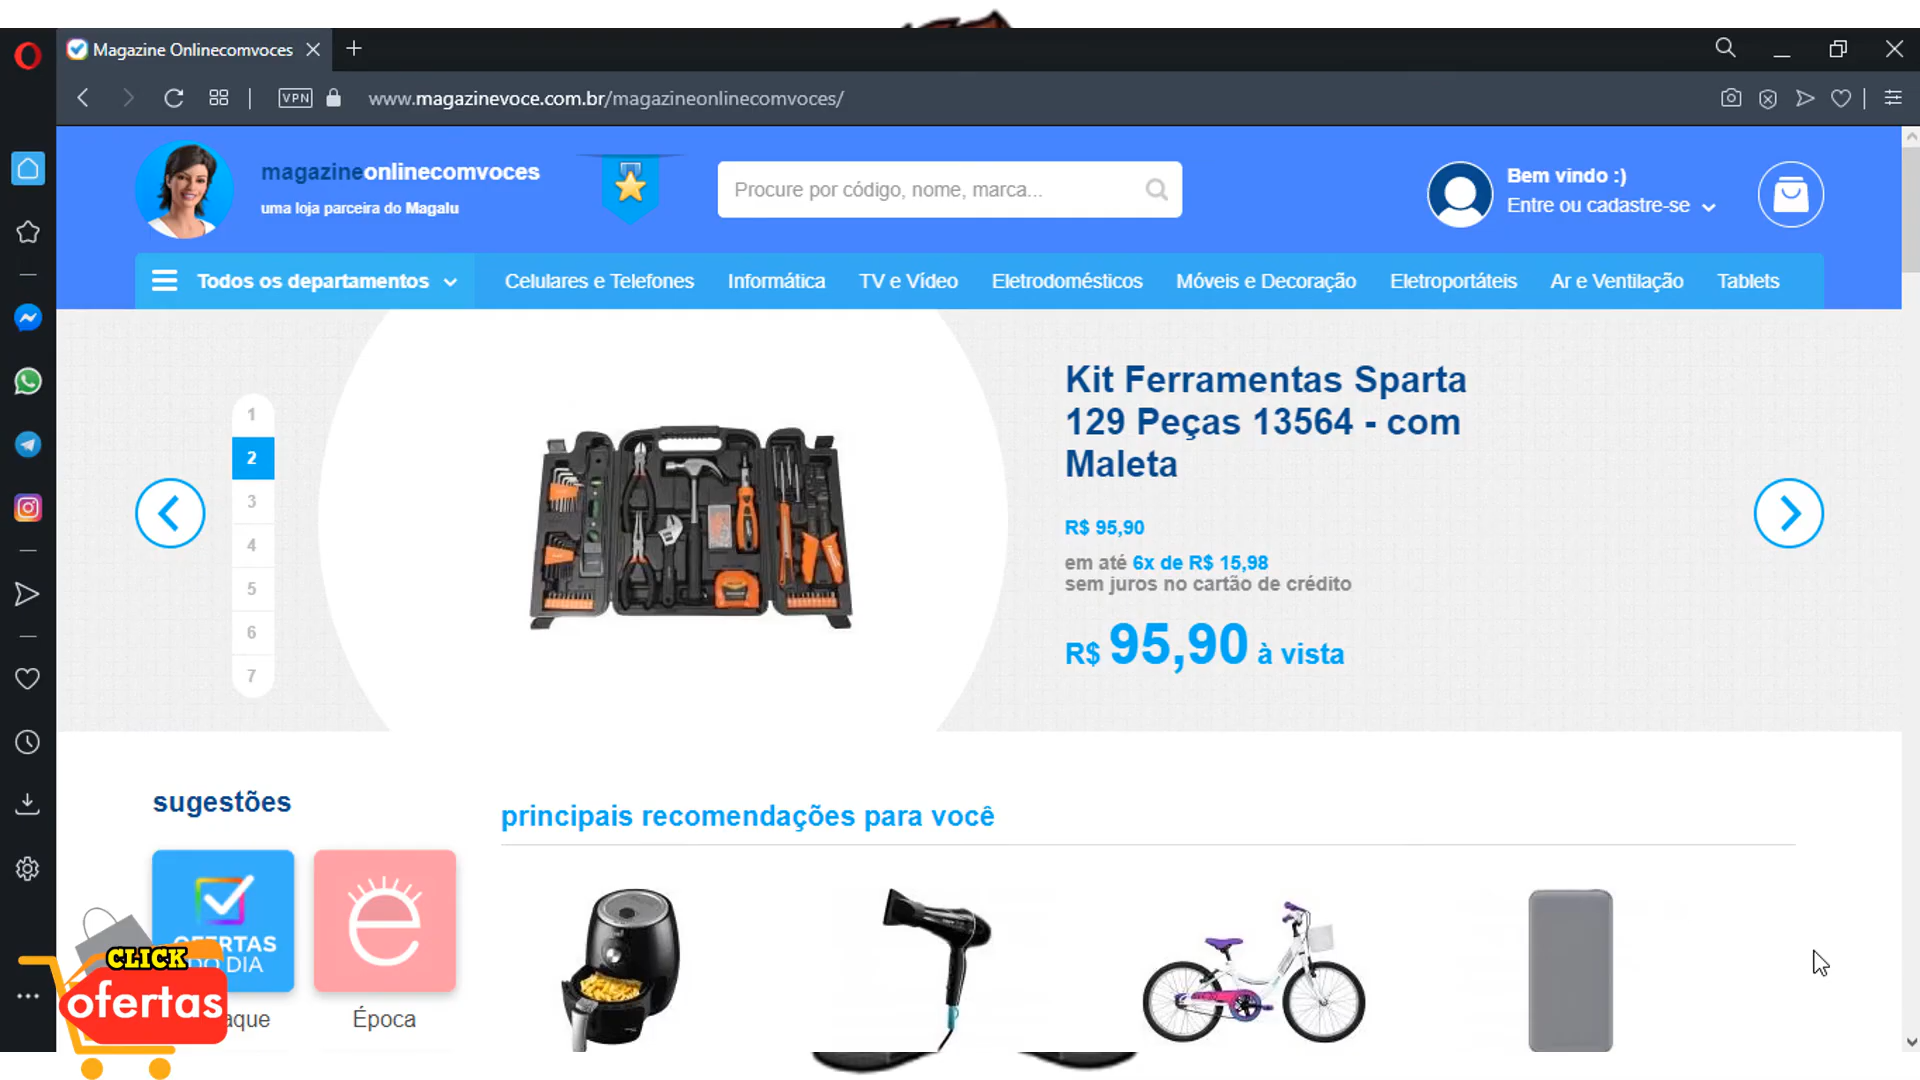 Magazine Onlinecomvoces
VPN
www.magazinevoce.com.br/magazineonlinecomvoces/
magazineonlinecomvoces
uma loja parceira do Magalu
Procure por código, nome, marca...
Bem vindo :)
Entre ou cadastre-se
Todos os departamentos
Celulares e Telefones
Informática
TV e Vídeo
Eletrodomésticos
Móveis e Decoração
Eletroportáteis
Ar e Ventilação
Tablets
1
2
3
4
5
6
7
Kit Ferramentas Sparta
129 Peças 13564 - com
Maleta
R$ 95,90
em até 6x de R$ 15,98
sem juros no cartão de crédito
R$ 95,90 à vista
sugestões
principais recomendações para você
OFERTAS
DO DIA
CLICK
ofertas
aque
Época